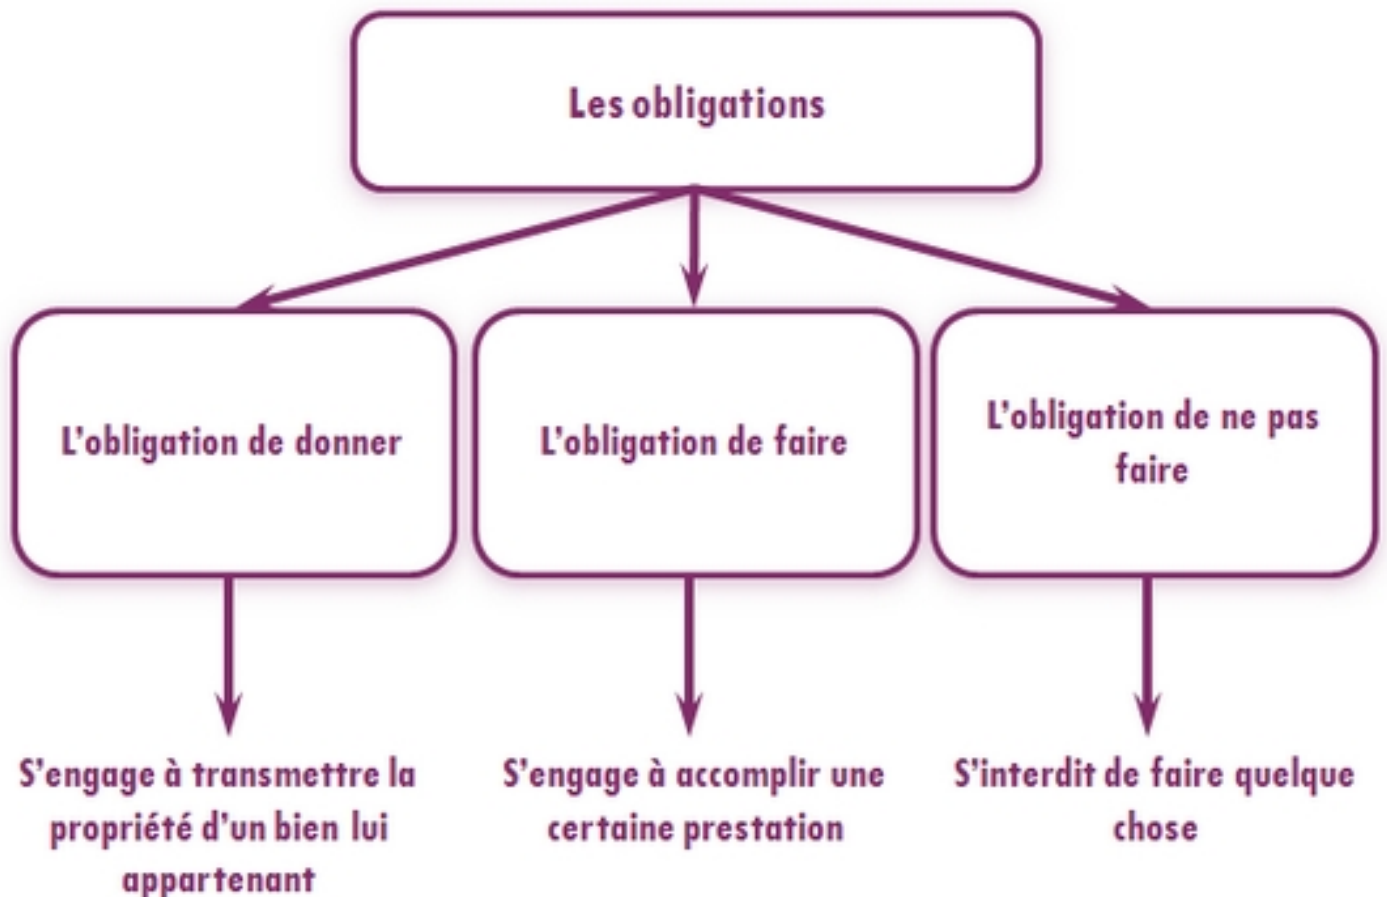 Les obligations
L'obligation de donner
L'obligation de faire
L'obligation de ne pas
faire
S'engage à transmettre la
propriété d'un bien lui
appartenant
S'engage à accomplir une
certaine prestation
S'interdit de faire quelque
chose